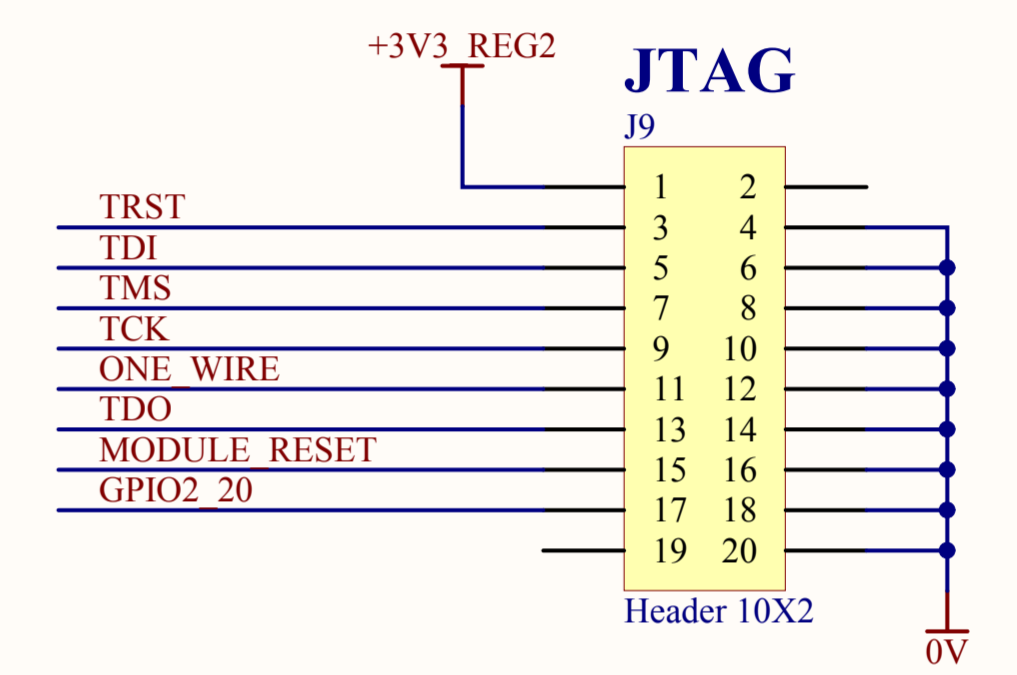 +3V3_REG2
JTAG
J9
1 2
TRST
3 4
TDI
5 6
TMS
7 8
TCK
9 10
ONE_WIRE
11 12
TDO
13 14
MODULE_RESET
15 16
GPIO2_20
17 18
19 20
Header 10X2
0V